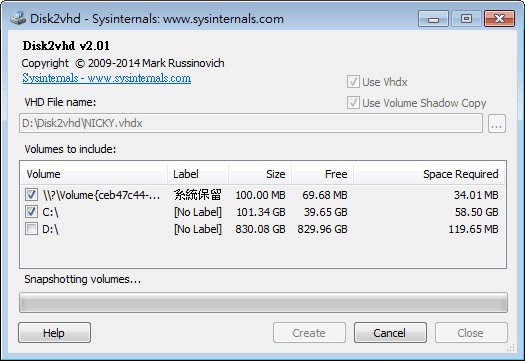 Disk2vhd - Sysinternals: www.sysinternals.com
Disk2vhd v2.01
Copyright © 2009-2014 Mark Russinovich
Sysinternals - www.sysinternals.com
Use Vhdx
VHD File name:
Use Volume Shadow Copy
D:\Disk2vhd\NICKY.vhdx
...
Volumes to include:
Volume Label Size Free Space Required
\\?\Volume{ceb47c44-... 系統保留 100.00 MB 69.68 MB 34.01 MB
C:\ [No Label] 101.34 GB 39.65 GB 58.50 GB
D:\ [No Label] 830.08 GB 829.96 GB 119.65 MB
Snapshotting volumes...
Help Create Cancel Close